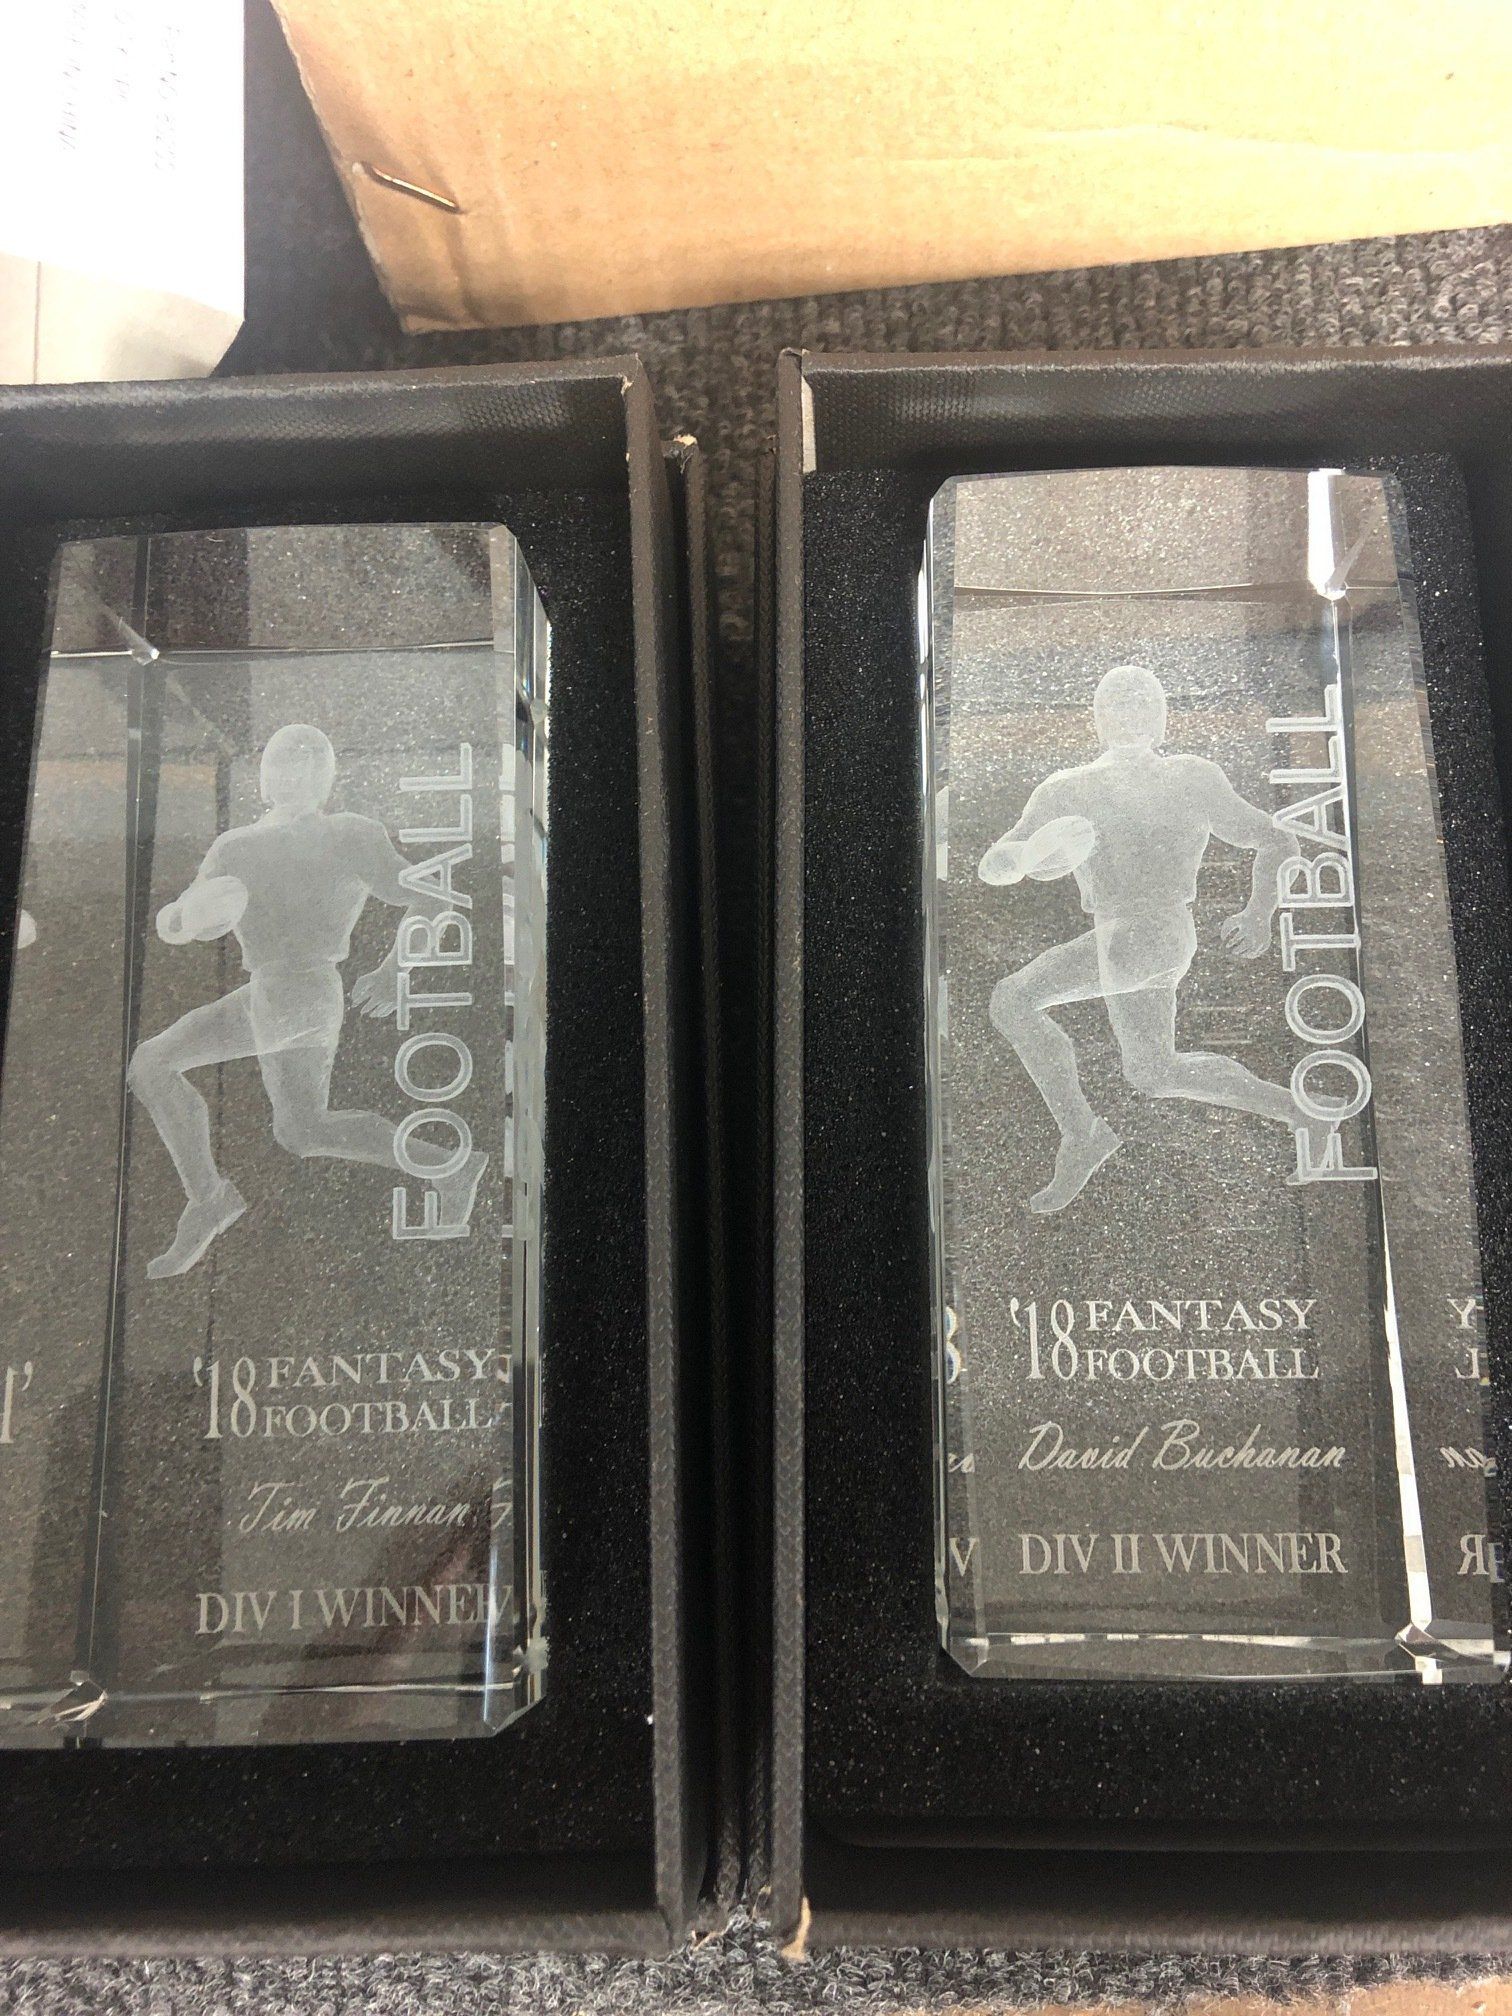 FOOTBALL
'18 FANTASY
FOOTBALL
Tim Finnan
DIV I WINNER
FOOTBALL
'18 FANTASY
FOOTBALL
David Buchanan
DIV II WINNER